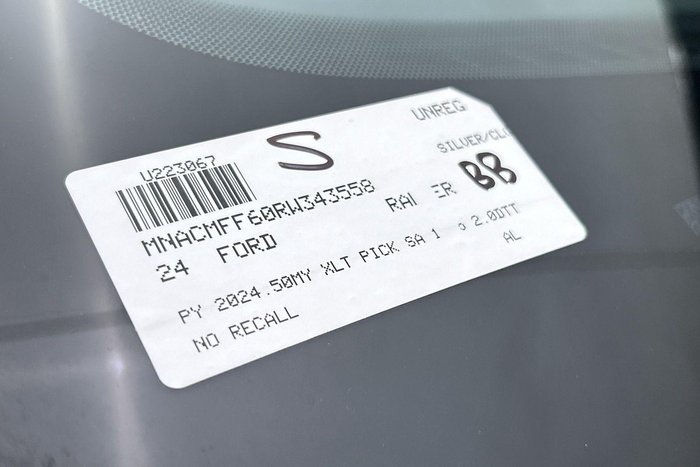 U223067
S
UNREG
MNACMFF60RW343558
SILVER/CL
24 FORD
RAI ER
BB
PY 2024.50MY XLT PICK SA 1 2.0DTT
AL
NO RECALL